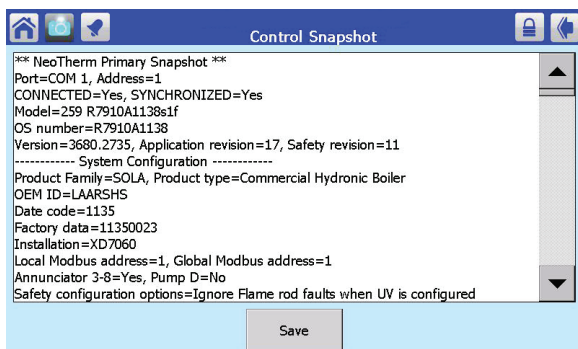 Control Snapshot
** NeoTherm Primary Snapshot **
Port=COM 1, Address=1
CONNECTED=Yes, SYNCHRONIZED=Yes
Model=259 R7910A1138s1f
OS number=R7910A1138
Version=3680.2735, Application revision=17, Safety revision=11
------------ System Configuration ------------
Product Family=SOLA, Product type=Commercial Hydronic Boiler
OEM ID=LAARSHS
Date code=1135
Factory data=11350023
Installation=XD7060
Local Modbus address=1, Global Modbus address=1
Annunciator 3-8=Yes, Pump D=No
Safety configuration options=Ignore Flame rod faults when UV is configured
Save